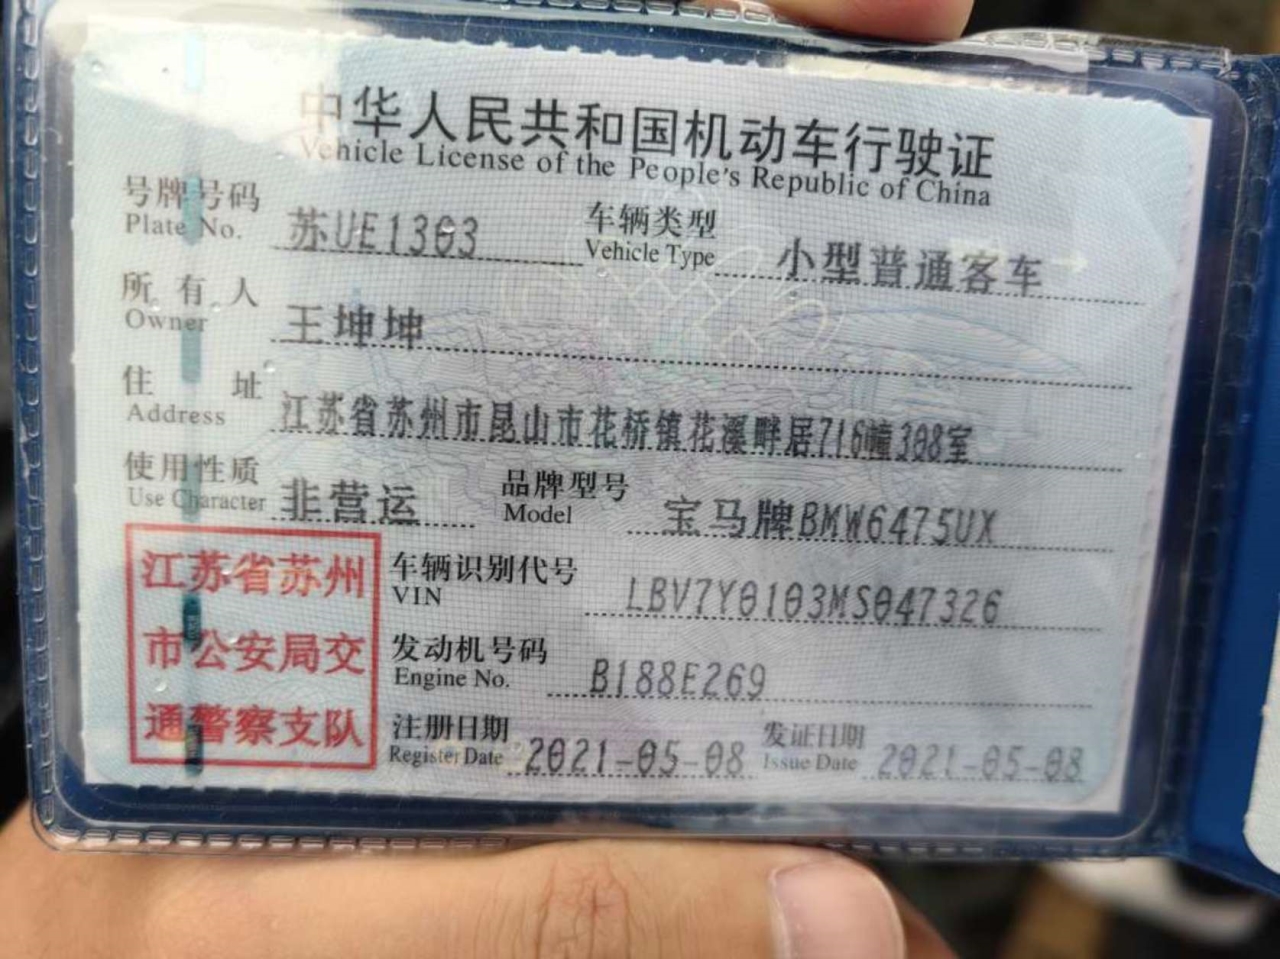 中华人民共和国机动车行驶证
Vehicle License of the People's Republic of China
号牌号码 苏UE1303 车辆类型 小型普通客车
Plate No. Vehicle Type
所有人 王坤坤
Owner
住址 江苏省苏州市昆山市花桥镇花溪畔居716幢308室
Address
使用性质 非营运 品牌型号 宝马牌BMW6475UX
Use Character Model
江苏省苏州
市公安局交
通警察支队
车辆识别代号 LBV7Y0103MS047326
VIN
发动机号码 B188E269
Engine No.
注册日期 2021-05-08 发证日期 2021-05-08
Register Date Issue Date